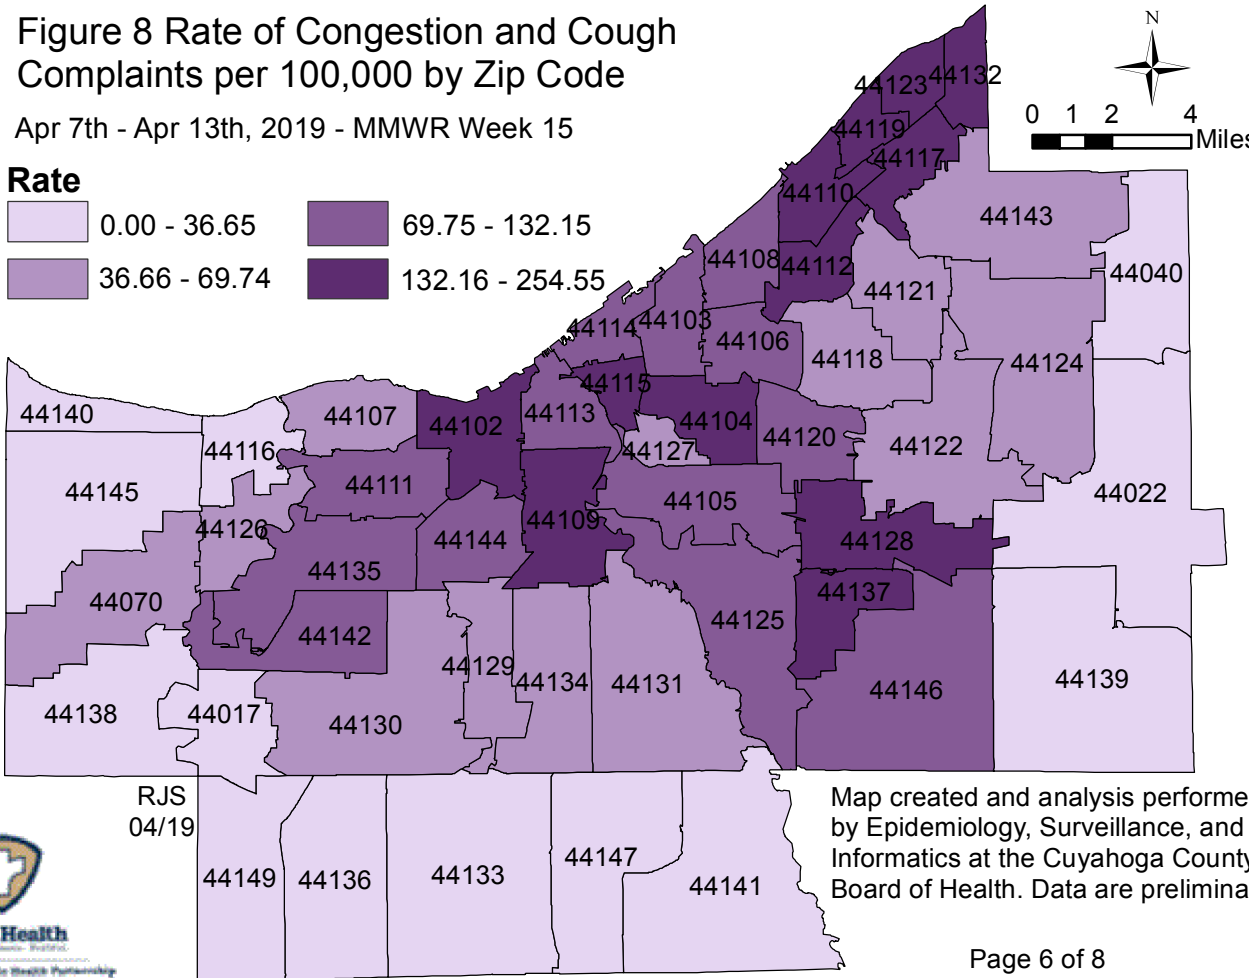 Figure 8 Rate of Congestion and Cough
Complaints per 100,000 by Zip Code
Apr 7th - Apr 13th, 2019 - MMWR Week 15
N
0 1 2 4
Miles
Rate
0.00 - 36.65
69.75 - 132.15
36.66 - 69.74
132.16 - 254.55
44132
44123
44119
44117
44110
44143
44108
44112
44040
44121
44103
44114
44106
44118
44124
44115
44140
44107
44102
44113
44104
44120
44116
44127
44122
44145
44111
44105
44022
44126
44109
44144
44128
44135
44070
44137
44125
44142
44129
44134
44131
44146
44139
44138
44017
44130
RJS
04/19
44149
44136
44133
44147
44141
Map created and analysis performe
by Epidemiology, Surveillance, and
Informatics at the Cuyahoga County
Board of Health. Data are prelimina
Health
Page 6 of 8